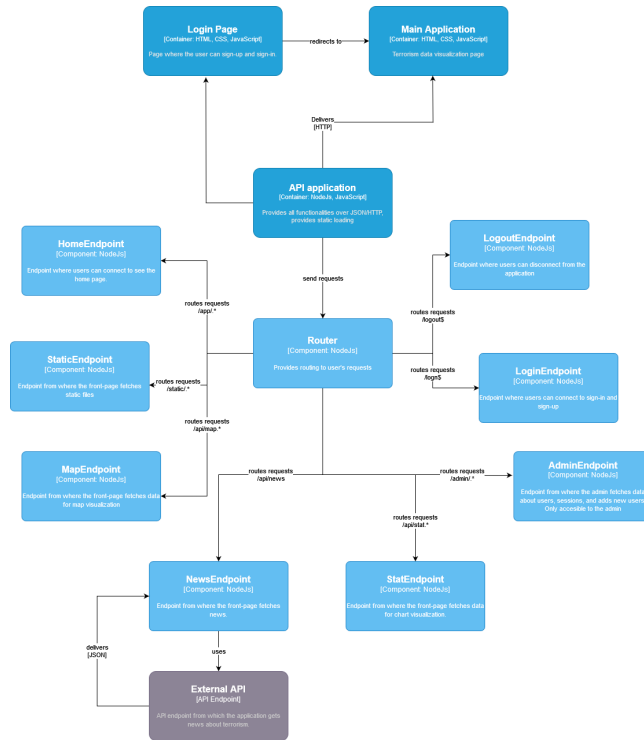 Login Page
[Container: HTML, CSS, JavaScript]
Page where the user can sign-up and sign-in
redirects to
Main Application
[Container: HTML, CSS, JavaScript]
Terrorism data visualization page
Delivers
[HTTP]
API application
[Container: NodeJs, JavaScript]
Provides all functionalities over JSON/HTTP,
provides static loading
send requests
HomeEndpoint
[Component: NodeJs]
Endpoint where users can connect to see the
home page.
LogoutEndpoint
[Component: NodeJs]
Endpoint where users can disconnect from the
application
routes requests
/app/.*
routes requests
/logout$
Router
[Component: NodeJs]
Provides routing to user's requests
StaticEndpoint
[Component: NodeJs]
Endpoint from where the front-page fetches
static files
routes requests
/static/.*
routes requests
/login$
LoginEndpoint
[Component: NodeJs]
Endpoint where users can connect to sign-in and
sign-up
routes requests
/api/map.*
MapEndpoint
[Component: NodeJs]
Endpoint from where the front-page fetches data
for map visualization
routes requests
/api/news
routes requests
/admin/.*
AdminEndpoint
[Component: NodeJs]
Endpoint from where the admin fetches data
about users, sessions, and adds new users.
Only accesible to the admin
routes requests
/api/stat.*
NewsEndpoint
[Component: NodeJs]
Endpoint from where the front-page fetches
news.
StatEndpoint
[Component: NodeJs]
Endpoint from where the front-page fetches data
for chart visualization.
delivers
[JSON]
uses
External API
[API Endpoint]
API endpoint from which the application gets
news about terrorism.